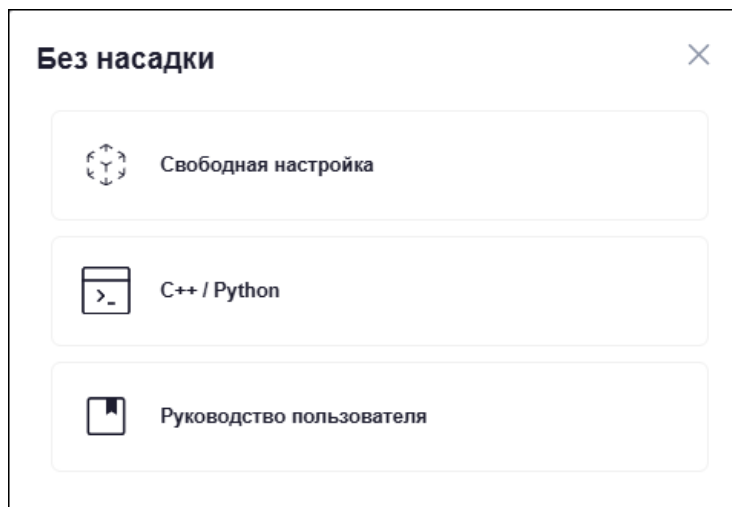 Без насадки
Свободная настройка
C++ / Python
Руководство пользователя